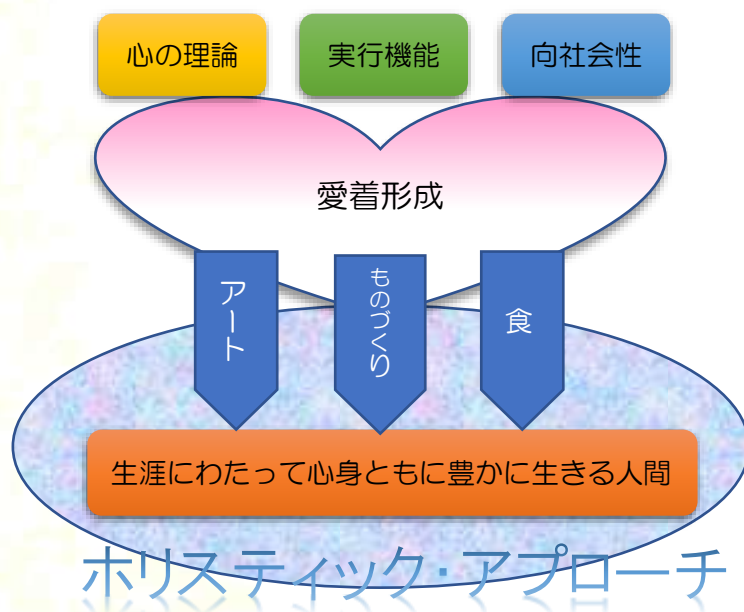 心の理論
実行機能
向社会性
愛着形成
アート
ものづくり
食
生涯にわたって心身ともに豊かに生きる人間
ホリスティック・アプローチ